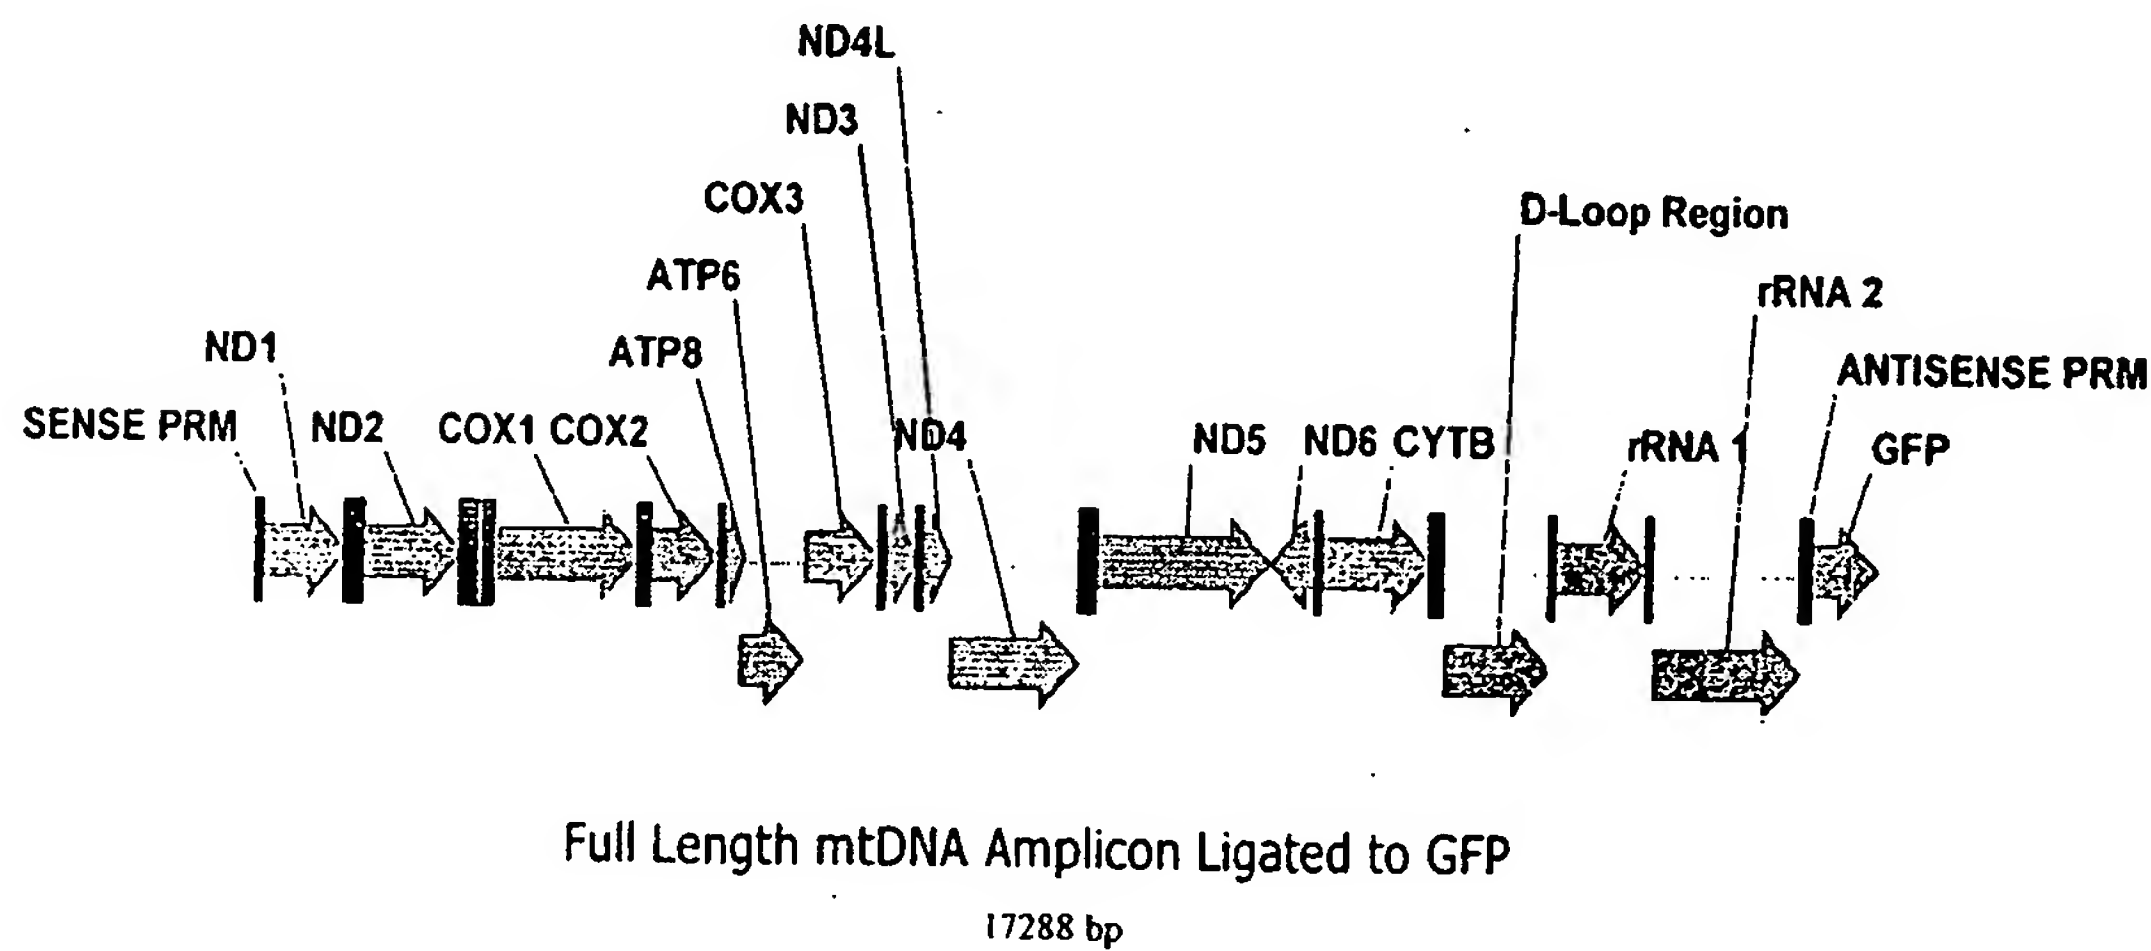 ND4L
ND3
COX3
D-Loop Region
ATP6
rRNA 2
ND1
ATP8
ANTISENSE PRM
SENSE PRM
ND2
COX1 COX2
ND4
ND5
ND6 CYTB
rRNA 1
GFP
Full Length mtDNA Amplicon Ligated to GFP
17288 bp